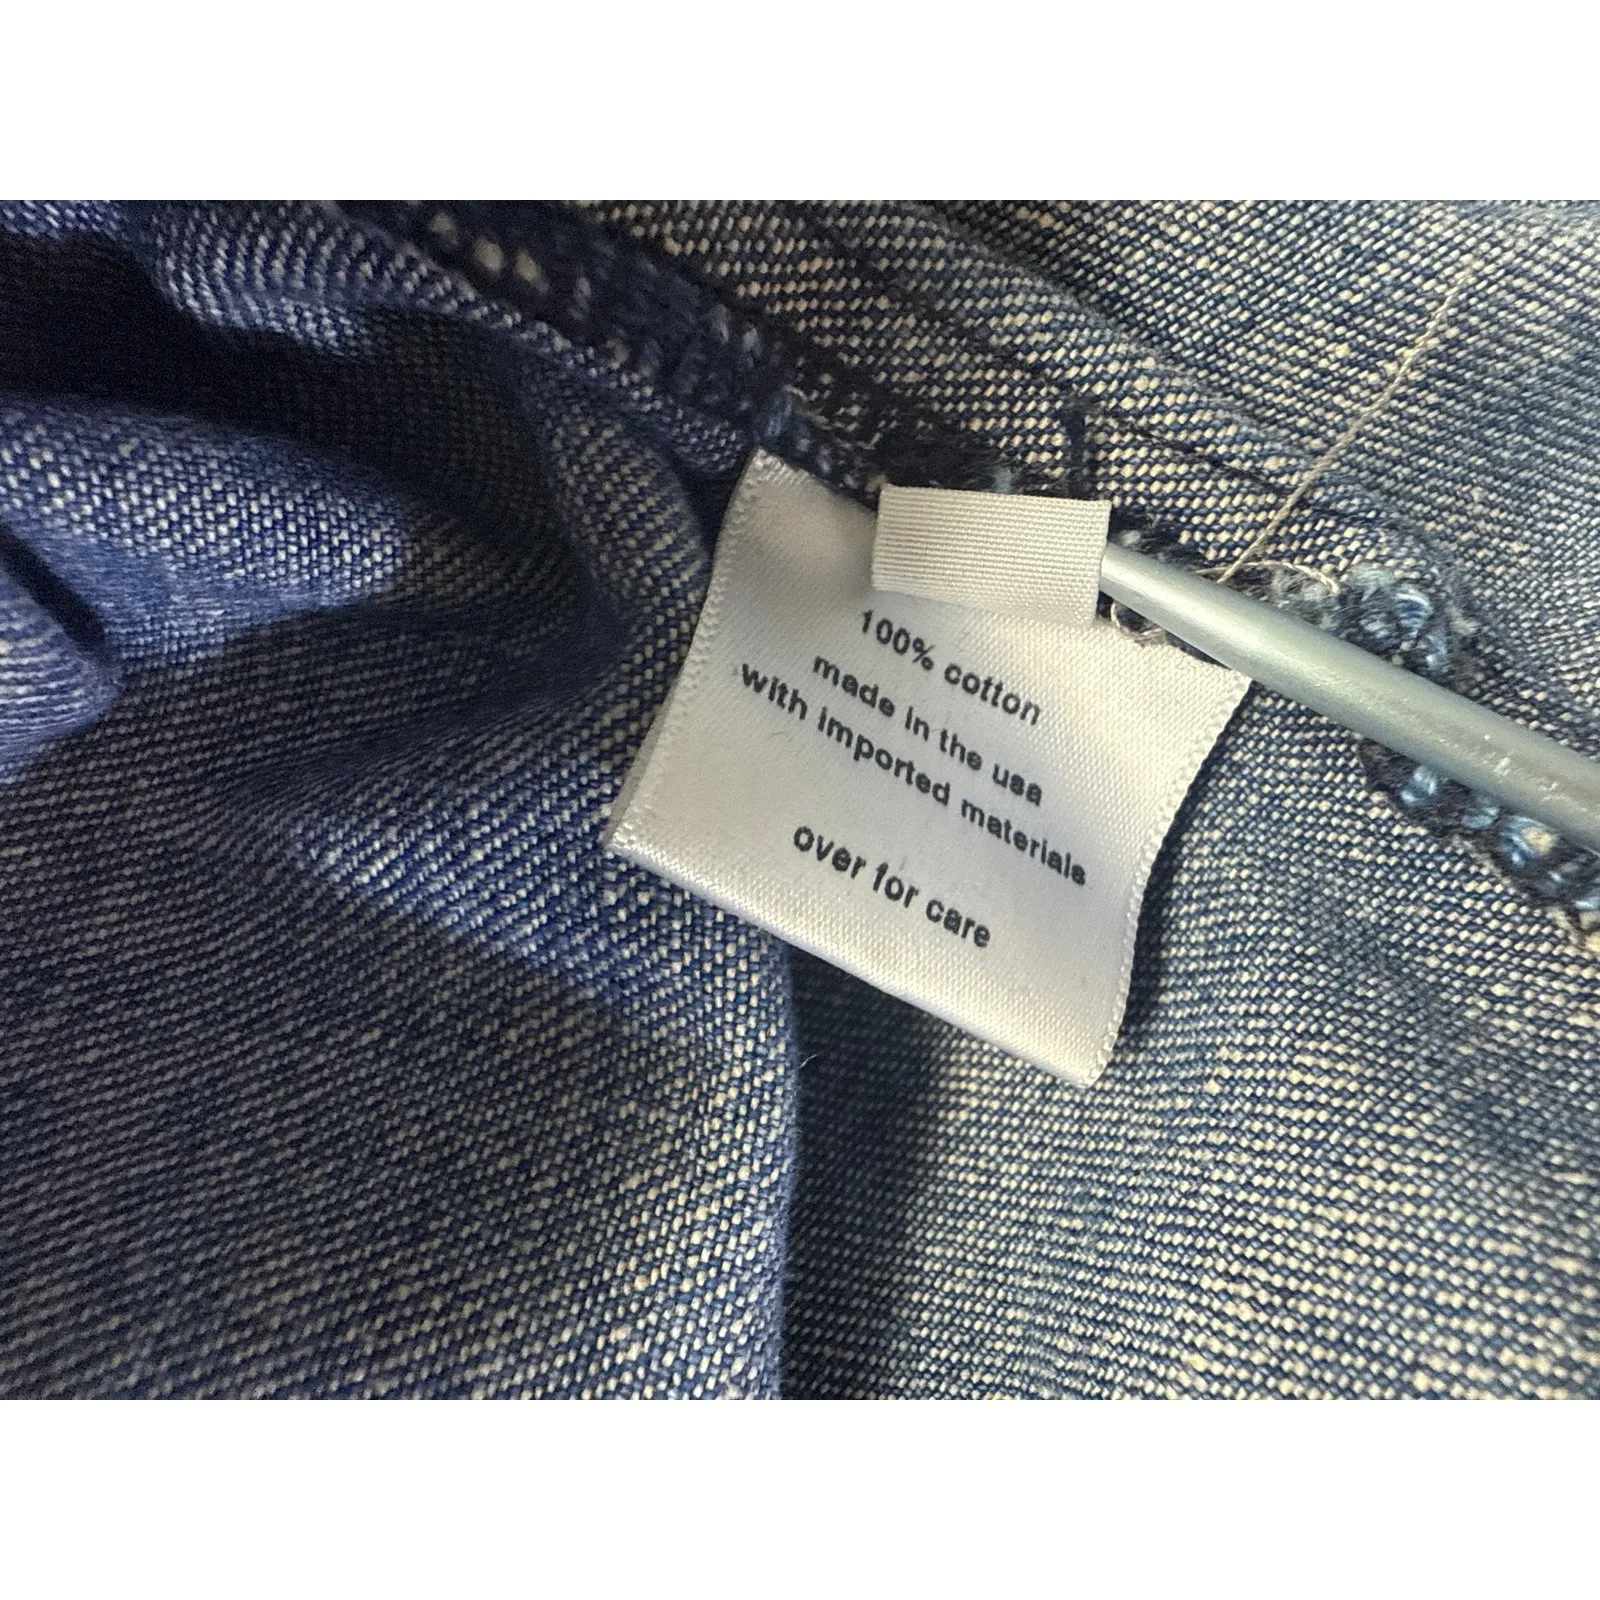 100% cotton
made in the usa
with imported materials
over for care